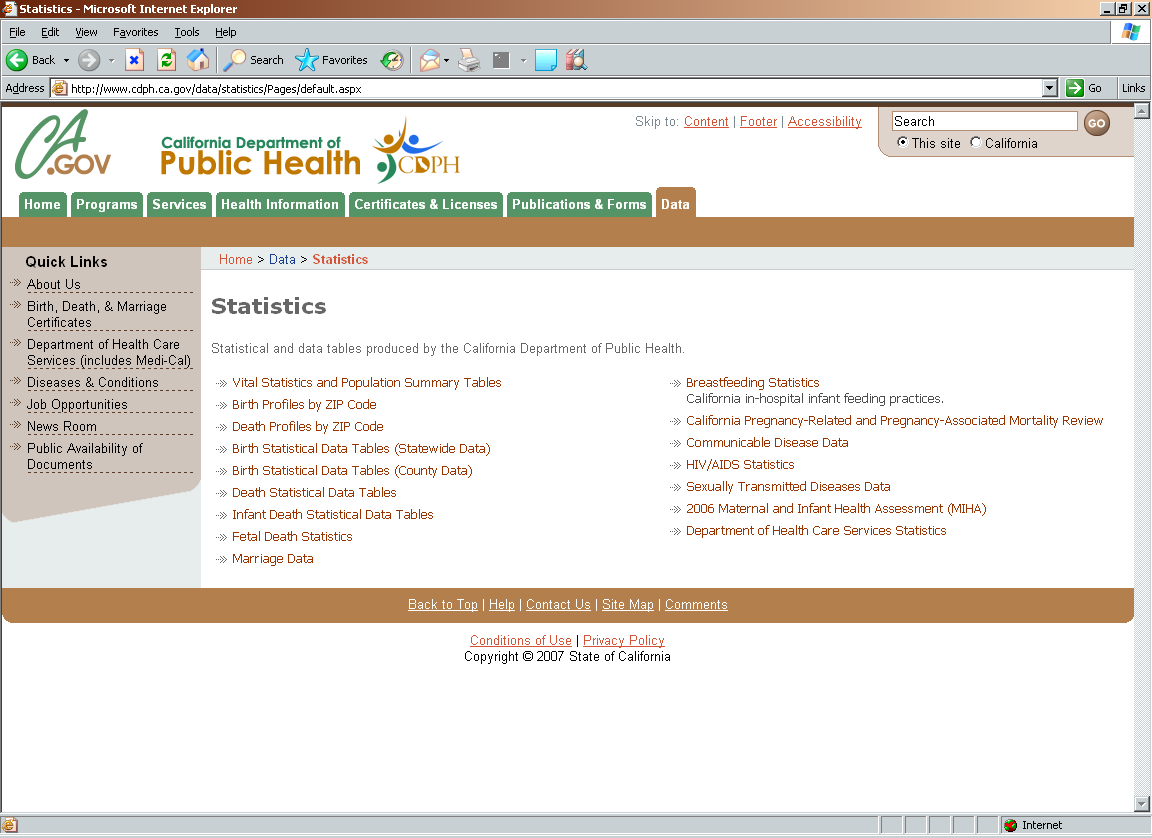 Statistics - Microsoft Internet Explorer
File Edit View Favorites Tools Help
Back Search Favorites
Address http://www.cdph.ca.gov/data/statistics/Pages/default.aspx Go Links
CA.GOV
California Department of
Public Health
CDPH
Skip to: Content | Footer | Accessibility
Search GO
This site California
Home Programs Services Health Information Certificates & Licenses Publications & Forms Data
Quick Links
About Us
Birth, Death, & Marriage
Certificates
Department of Health Care
Services (includes Medi-Cal)
Diseases & Conditions
Job Opportunities
News Room
Public Availability of
Documents
Home > Data > Statistics
Statistics
Statistical and data tables produced by the California Department of Public Health.
Vital Statistics and Population Summary Tables
Birth Profiles by ZIP Code
Death Profiles by ZIP Code
Birth Statistical Data Tables (Statewide Data)
Birth Statistical Data Tables (County Data)
Death Statistical Data Tables
Infant Death Statistical Data Tables
Fetal Death Statistics
Marriage Data
Breastfeeding Statistics
California in-hospital infant feeding practices.
California Pregnancy-Related and Pregnancy-Associated Mortality Review
Communicable Disease Data
HIV/AIDS Statistics
Sexually Transmitted Diseases Data
2006 Maternal and Infant Health Assessment (MIHA)
Department of Health Care Services Statistics
Back to Top | Help | Contact Us | Site Map | Comments
Conditions of Use | Privacy Policy
Copyright © 2007 State of California
Internet